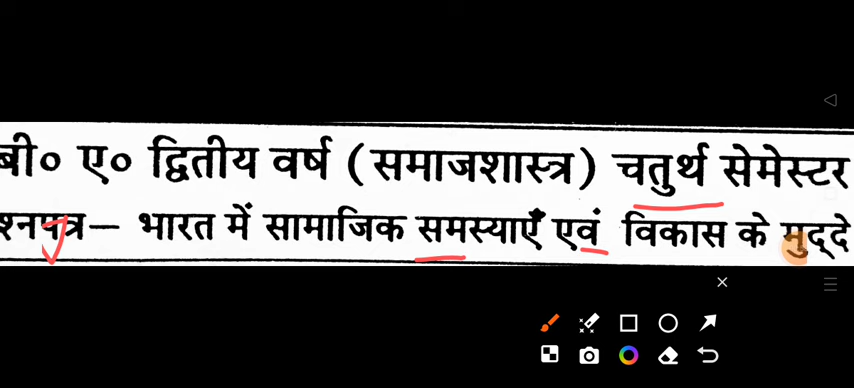 बी० ए० द्वितीय वर्ष (समाजशास्त्र) चतुर्थ सेमेस्टर
श्नपत्र— भारत में सामाजिक समस्याएँ एवं विकास के मुद्दे